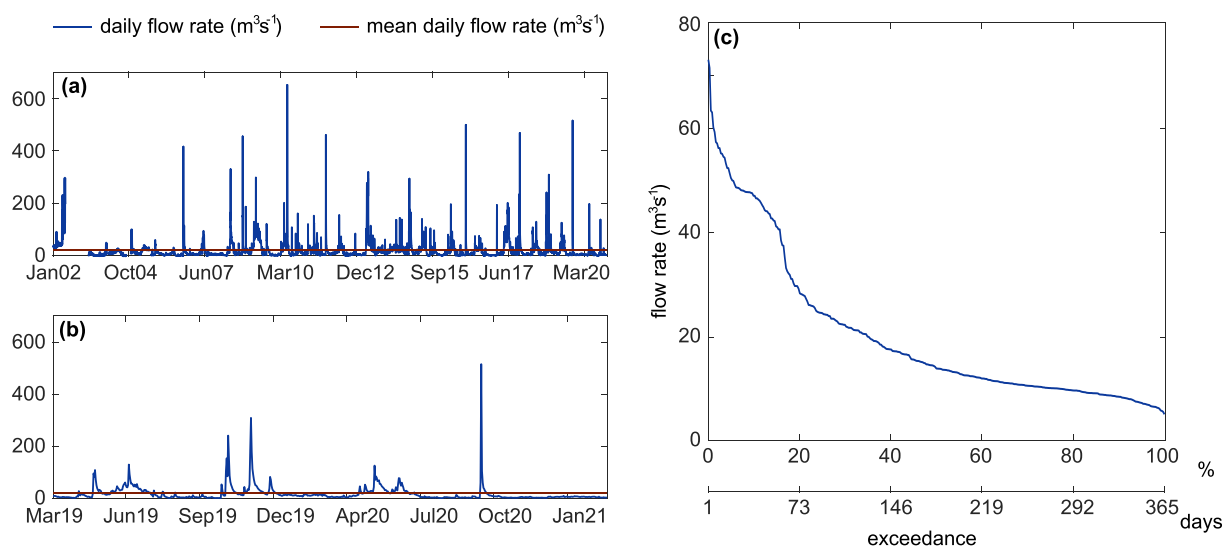 daily flow rate (m³s⁻¹) mean daily flow rate (m³s⁻¹)
(a)
600
400
200
0
Jan02 Oct04 Jun07 Mar10 Dec12 Sep15 Jun17 Mar20
(b)
600
400
200
0
Mar19 Jun19 Sep19 Dec19 Apr20 Jul20 Oct20 Jan21
(c)
flow rate (m³s⁻¹)
80
60
40
20
0
0 20 40 60 80 100 %
1 73 146 219 292 365 days
exceedance